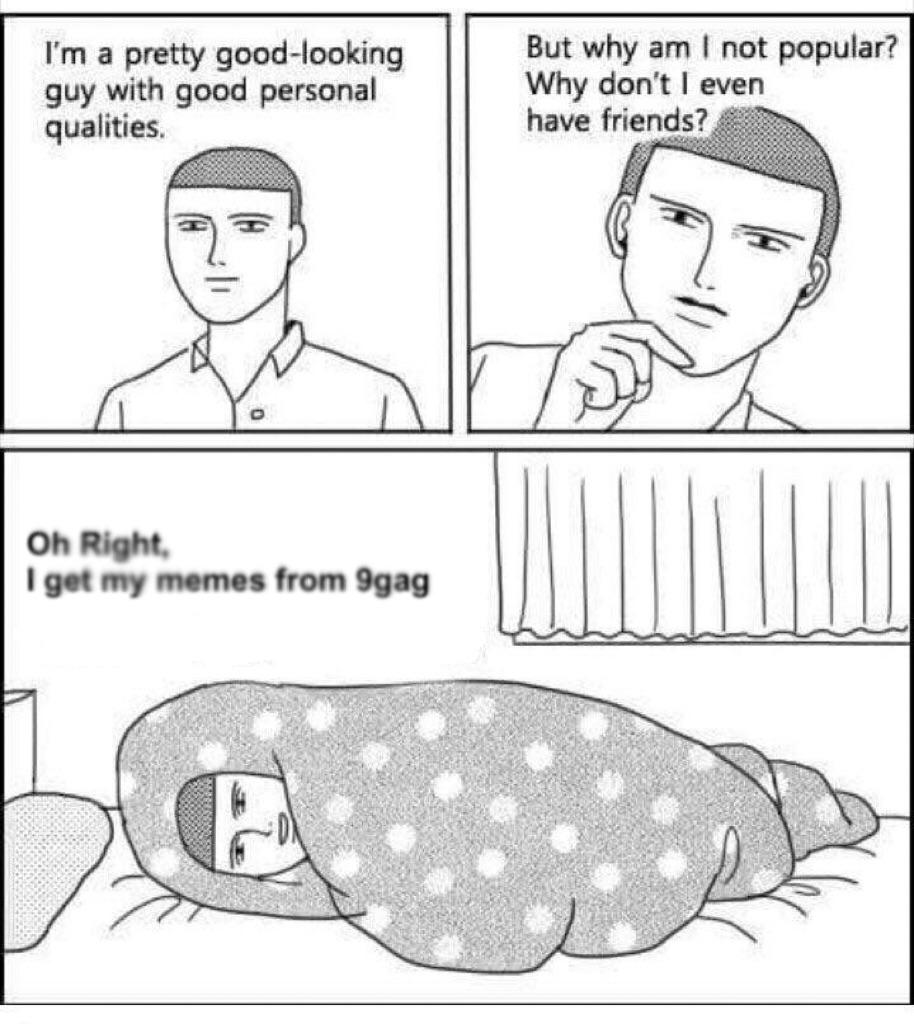 I'm a pretty good-looking
guy with good personal
qualities.
But why am I not popular?
Why don't I even
have friends?
Oh Right,
I get my memes from 9gag